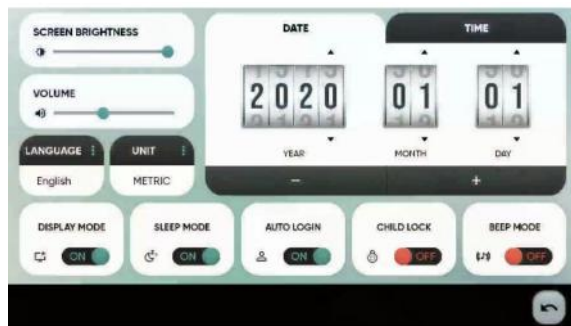 SCREEN BRIGHTNESS
DATE
TIME
VOLUME
2020
01
01
LANGUAGE
UNIT
YEAR
MONTH
DAY
English
METRIC
−
+
DISPLAY MODE
SLEEP MODE
AUTO LOGIN
CHILD LOCK
BEEP MODE
ON
ON
ON
OFF
OFF